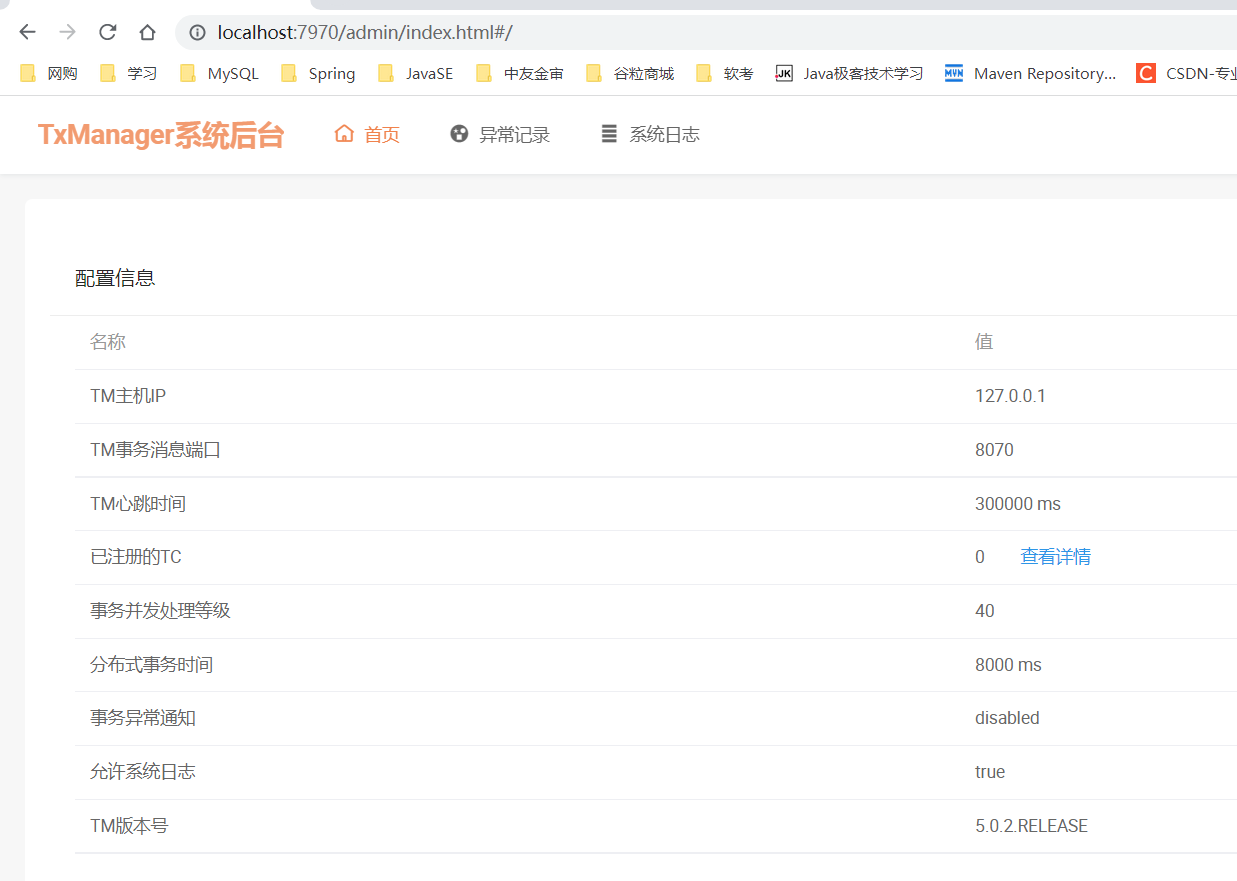 localhost:7970/admin/index.html#/
网购 学习 MySQL Spring JavaSE 中友金审 谷粒商城 软考 JK Java极客技术学习 MVN Maven Repository... C CSDN-专业
TxManager系统后台 首页 异常记录 系统日志
配置信息
名称 值
TM主机IP 127.0.0.1
TM事务消息端口 8070
TM心跳时间 300000 ms
已注册的TC 0 查看详情
事务并发处理等级 40
分布式事务时间 8000 ms
事务异常通知 disabled
允许系统日志 true
TM版本号 5.0.2.RELEASE